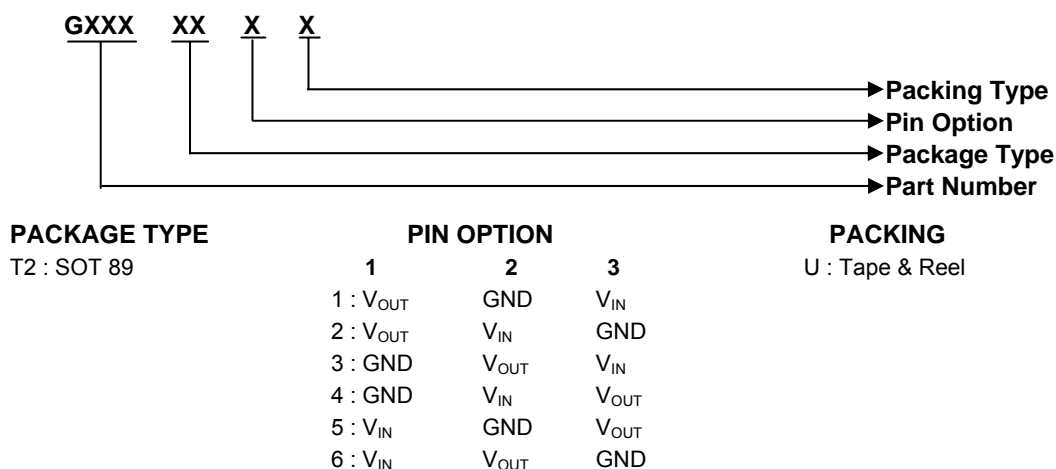 GXXX XX X X
Packing Type
Pin Option
Package Type
Part Number
PACKAGE TYPE PIN OPTION PACKING
T2 : SOT 89 1 2 3 U : Tape & Reel
1 : VOUT GND VIN
2 : VOUT VIN GND
3 : GND VOUT VIN
4 : GND VIN VOUT
5 : VIN GND VOUT
6 : VIN VOUT GND